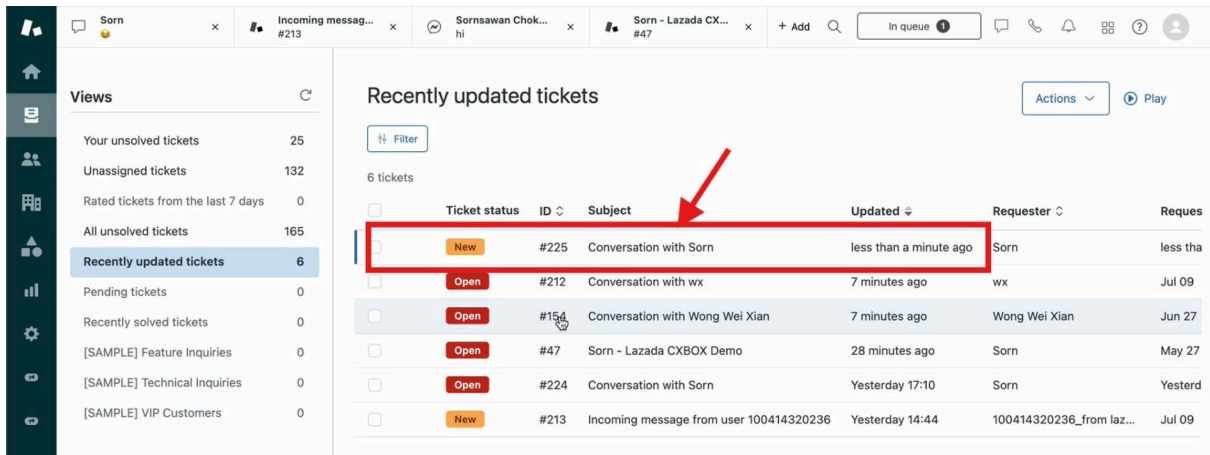 Sorn
😂
Incoming messag...
#213
Sornsawan Chok...
hi
Sorn - Lazada CX...
#47
+ Add
In queue 1
Views
Your unsolved tickets 25
Unassigned tickets 132
Rated tickets from the last 7 days 0
All unsolved tickets 165
Recently updated tickets 6
Pending tickets 0
Recently solved tickets 0
[SAMPLE] Feature Inquiries 0
[SAMPLE] Technical Inquiries 0
[SAMPLE] VIP Customers 0
Recently updated tickets
Actions
Play
Filter
6 tickets
Ticket status ID Subject Updated Requester Reques
New #225 Conversation with Sorn less than a minute ago Sorn less tha
Open #212 Conversation with wx 7 minutes ago wx Jul 09
Open #154 Conversation with Wong Wei Xian 7 minutes ago Wong Wei Xian Jun 27
Open #47 Sorn - Lazada CXBOX Demo 28 minutes ago Sorn May 27
Open #224 Conversation with Sorn Yesterday 17:10 Sorn Yesterd
New #213 Incoming message from user 100414320236 Yesterday 14:44 100414320236_from laz... Jul 09